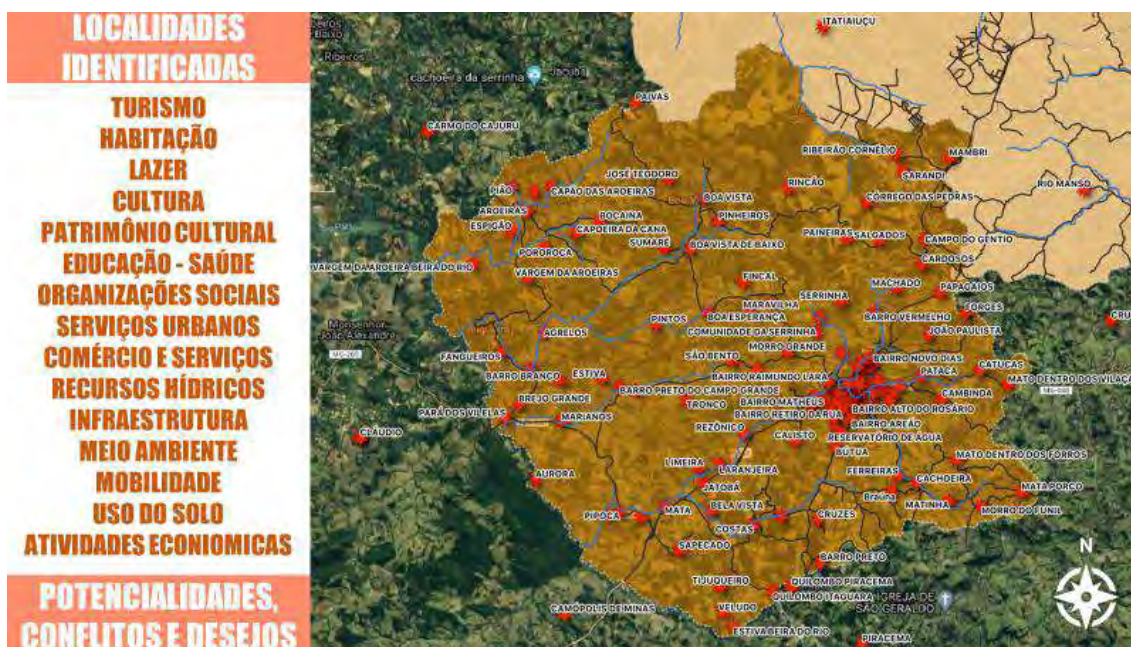 LOCALIDADES
IDENTIFICADAS
TURISMO
HABITAÇÃO
LAZER
CULTURA
PATRIMÔNIO CULTURAL
EDUCAÇÃO - SAÚDE
ORGANIZAÇÕES SOCIAIS
SERVIÇOS URBANOS
COMÉRCIO E SERVIÇOS
RECURSOS HÍDRICOS
INFRAESTRUTURA
MEIO AMBIENTE
MOBILIDADE
USO DO SOLO
ATIVIDADES ECONIOMICAS
POTENCIALIDADES,
CONFLITOS E DESEJOS
ITATIAIUÇU
Ribeiros
cachoeira da serrinha
PAIVAS
CARMO DO CAJURU
RIBEIRÃO CORNÉLIO
MAMBRI
SARANDI
RIO MANSO
JOSÉ TEODORO
RINCÃO
PIÃO
CAPÃO DAS AROEIRAS
BOA VISTA
CÓRREGO DAS PEDRAS
AROEIRAS
BOCAINA
PINHEIROS
ESPIGÃO
CAPOEIRA DA CANA
PAINEIRAS
SALGADOS
CAMPO DO GENTIO
POROROCA
SUMARÉ
BOA VISTA DE BAIXO
CARDOSOS
VARGEM DA AROEIRA BEIRA DO RIO
VARGEM DA AROEIRAS
FINCAL
MACHADO
PAPAGAIOS
MARAVILHA
SERRINHA
FORGES
Monsenhor
João Alexandre
PINTOS
BOA ESPERANÇA
BARRO VERMELHO
CRU
AGRELOS
COMUNIDADE DA SERRINHA
JOÃO PAULISTA
FANGUEIROS
SÃO BENTO
MORRO GRANDE
BAIRRO NOVO DIAS
CATUCAS
BARRO BRANCO
ESTIVA
BAIRRO RAIMUNDO LARA
PATACA
MATO DENTRO DOS VILAÇA
BREJO GRANDE
BARRO PRETO DO CAMPO GRANDE
BAIRRO MATHEUS
CAMBINDA
PARÁ DOS VILELAS
MARIANOS
TRONCO
BAIRRO RETIRO DA RUA
BAIRRO ALTO DO ROSÁRIO
CLÁUDIO
REZÔNICO
CALISTO
BAIRRO AREÃO
RESERVATÓRIO DE ÁGUA
BUTUA
MATO DENTRO DOS FORROS
AURORA
LIMEIRA
LARANJEIRA
FERREIRAS
CACHOEIRA
JATOBÁ
Braúna
MATA PORCO
PIPOCA
MATA
BELA VISTA
MATINHA
MORRO DO FUNIL
COSTAS
CRUZES
SAPECADO
BARRO PRETO
N
TIJUQUEIRO
QUILOMBO PIRACEMA
QUILOMBO ITAGUARA
IGREJA DE
SÃO GERALDO
CAMÓPOLIS DE MINAS
VELUDO
ESTIVA BEIRA DO RIO
PIRACEMA